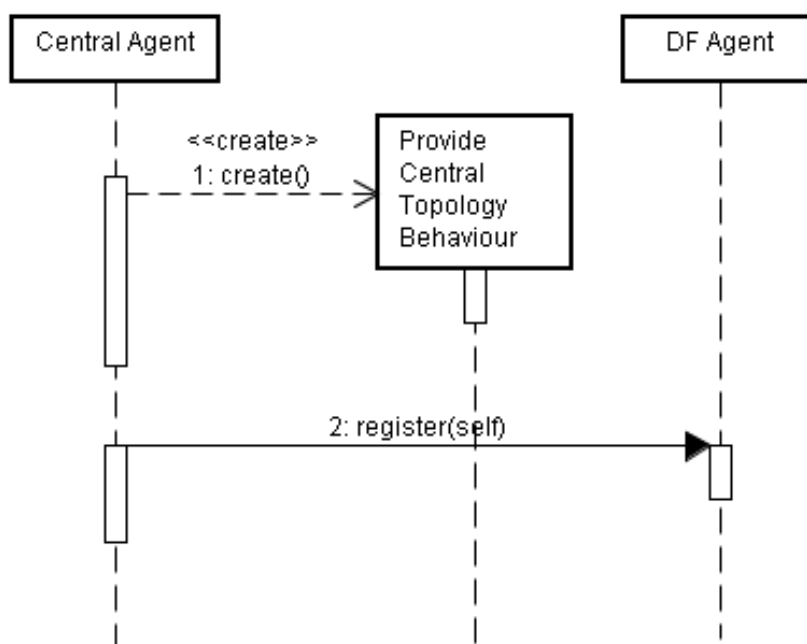 Central Agent
DF Agent
<<create>>
1: create()
Provide
Central
Topology
Behaviour
2: register(self)